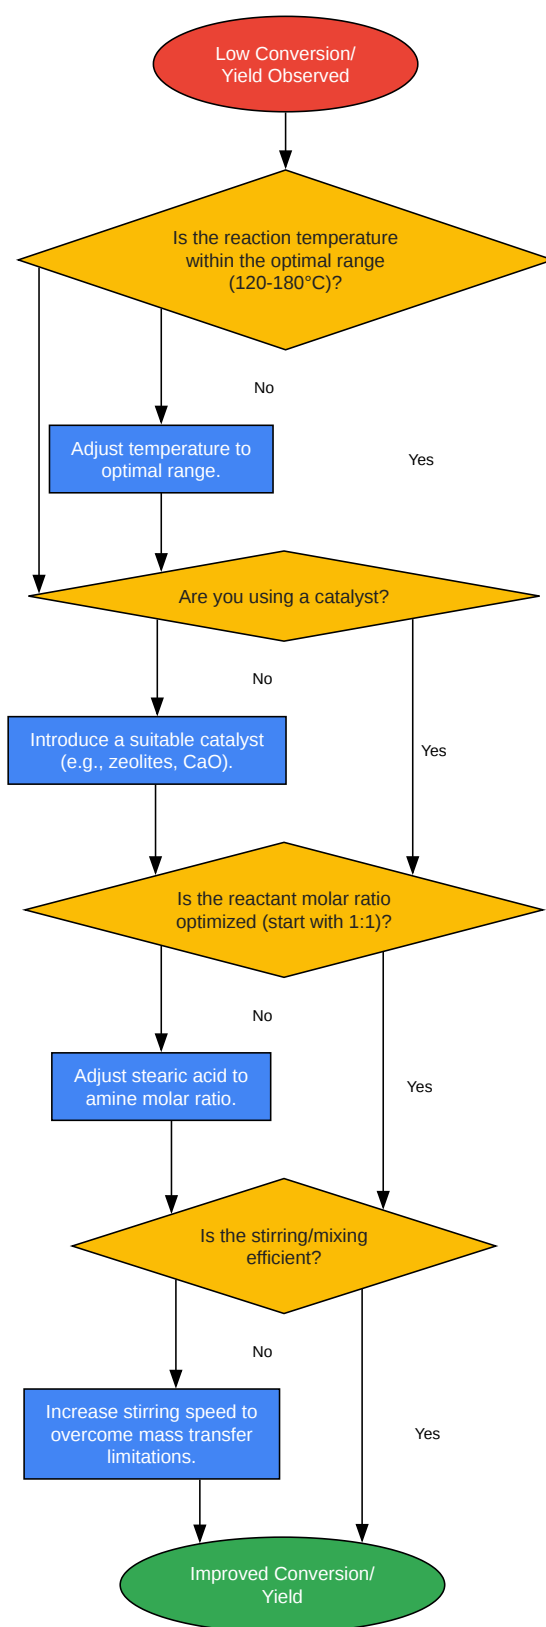 Low Conversion/
Yield Observed
Is the reaction temperature
within the optimal range
(120-180°C)?
No
Adjust temperature to
optimal range.
Yes
Are you using a catalyst?
No
Introduce a suitable catalyst
(e.g., zeolites, CaO).
Yes
Is the reactant molar ratio
optimized (start with 1:1)?
No
Adjust stearic acid to
amine molar ratio.
Yes
Is the stirring/mixing
efficient?
No
Increase stirring speed to
overcome mass transfer
limitations.
Yes
Improved Conversion/
Yield